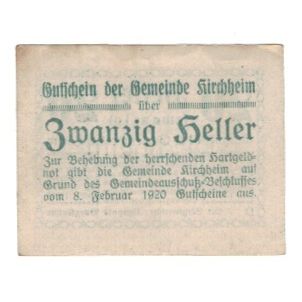 Gutschein der Gemeinde Kirchheim
über
Zwanzig Heller
Zur Behebung der herrschenden Hartgeld-
not gibt die Gemeinde Kirchheim auf
Grund des Gemeindeausschuß-Beschlusses
vom 8. Februar 1920 Gutscheine aus.